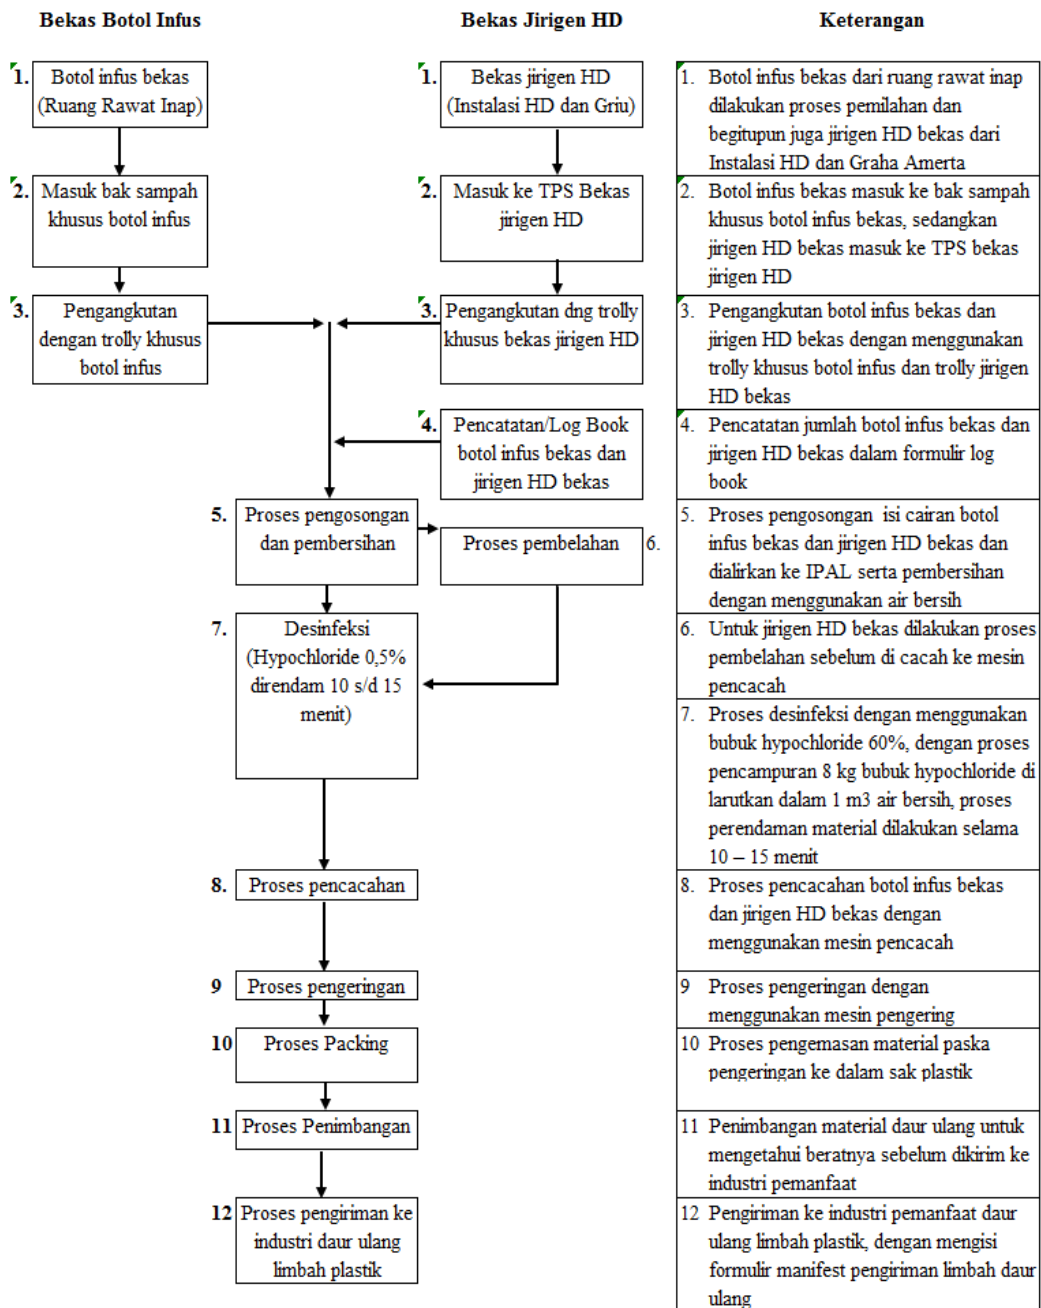 Bekas Botol Infus
Bekas Jirigen HD
Keterangan
1. Botol infus bekas
(Ruang Rawat Inap)
1. Bekas jirigen HD
(Instalasi HD dan Griu)
1. Botol infus bekas dari ruang rawat inap
dilakukan proses pemilahan dan
begitupun juga jirigen HD bekas dari
Instalasi HD dan Graha Amerta
2. Masuk bak sampah
khusus botol infus
2. Masuk ke TPS Bekas
jirigen HD
2. Botol infus bekas masuk ke bak sampah
khusus botol infus bekas, sedangkan
jirigen HD bekas masuk ke TPS bekas
jirigen HD
3. Pengangkutan
dengan trolly khusus
botol infus
3. Pengangkutan dng trolly
khusus bekas jirigen HD
3. Pengangkutan botol infus bekas dan
jirigen HD bekas dengan menggunakan
trolly khusus botol infus dan trolly jirigen
HD bekas
4. Pencatatan/Log Book
botol infus bekas dan
jirigen HD bekas
4. Pencatatan jumlah botol infus bekas dan
jirigen HD bekas dalam formulir log
book
5. Proses pengosongan
dan pembersihan
Proses pembelahan 6.
5. Proses pengosongan isi cairan botol
infus bekas dan jirigen HD bekas dan
dialirkan ke IPAL serta pembersihan
dengan menggunakan air bersih
7. Desinfeksi
(Hypochloride 0,5%
direndam 10 s/d 15
menit)
6. Untuk jirigen HD bekas dilakukan proses
pembelahan sebelum di cacah ke mesin
pencacah
7. Proses desinfeksi dengan menggunakan
bubuk hypochloride 60%, dengan proses
pencampuran 8 kg bubuk hypochloride di
larutkan dalam 1 m3 air bersih, proses
perendaman material dilakukan selama
10 – 15 menit
8. Proses pencacahan
8. Proses pencacahan botol infus bekas
dan jirigen HD bekas dengan
menggunakan mesin pencacah
9 Proses pengeringan
9 Proses pengeringan dengan
menggunakan mesin pengering
10 Proses Packing
10 Proses pengemasan material paska
pengeringan ke dalam sak plastik
11 Proses Penimbangan
11 Penimbangan material daur ulang untuk
mengetahui beratnya sebelum dikirim ke
industri pemanfaat
12 Proses pengiriman ke
industri daur ulang
limbah plastik
12 Pengiriman ke industri pemanfaat daur
ulang limbah plastik, dengan mengisi
formulir manifest pengiriman limbah daur
ulang